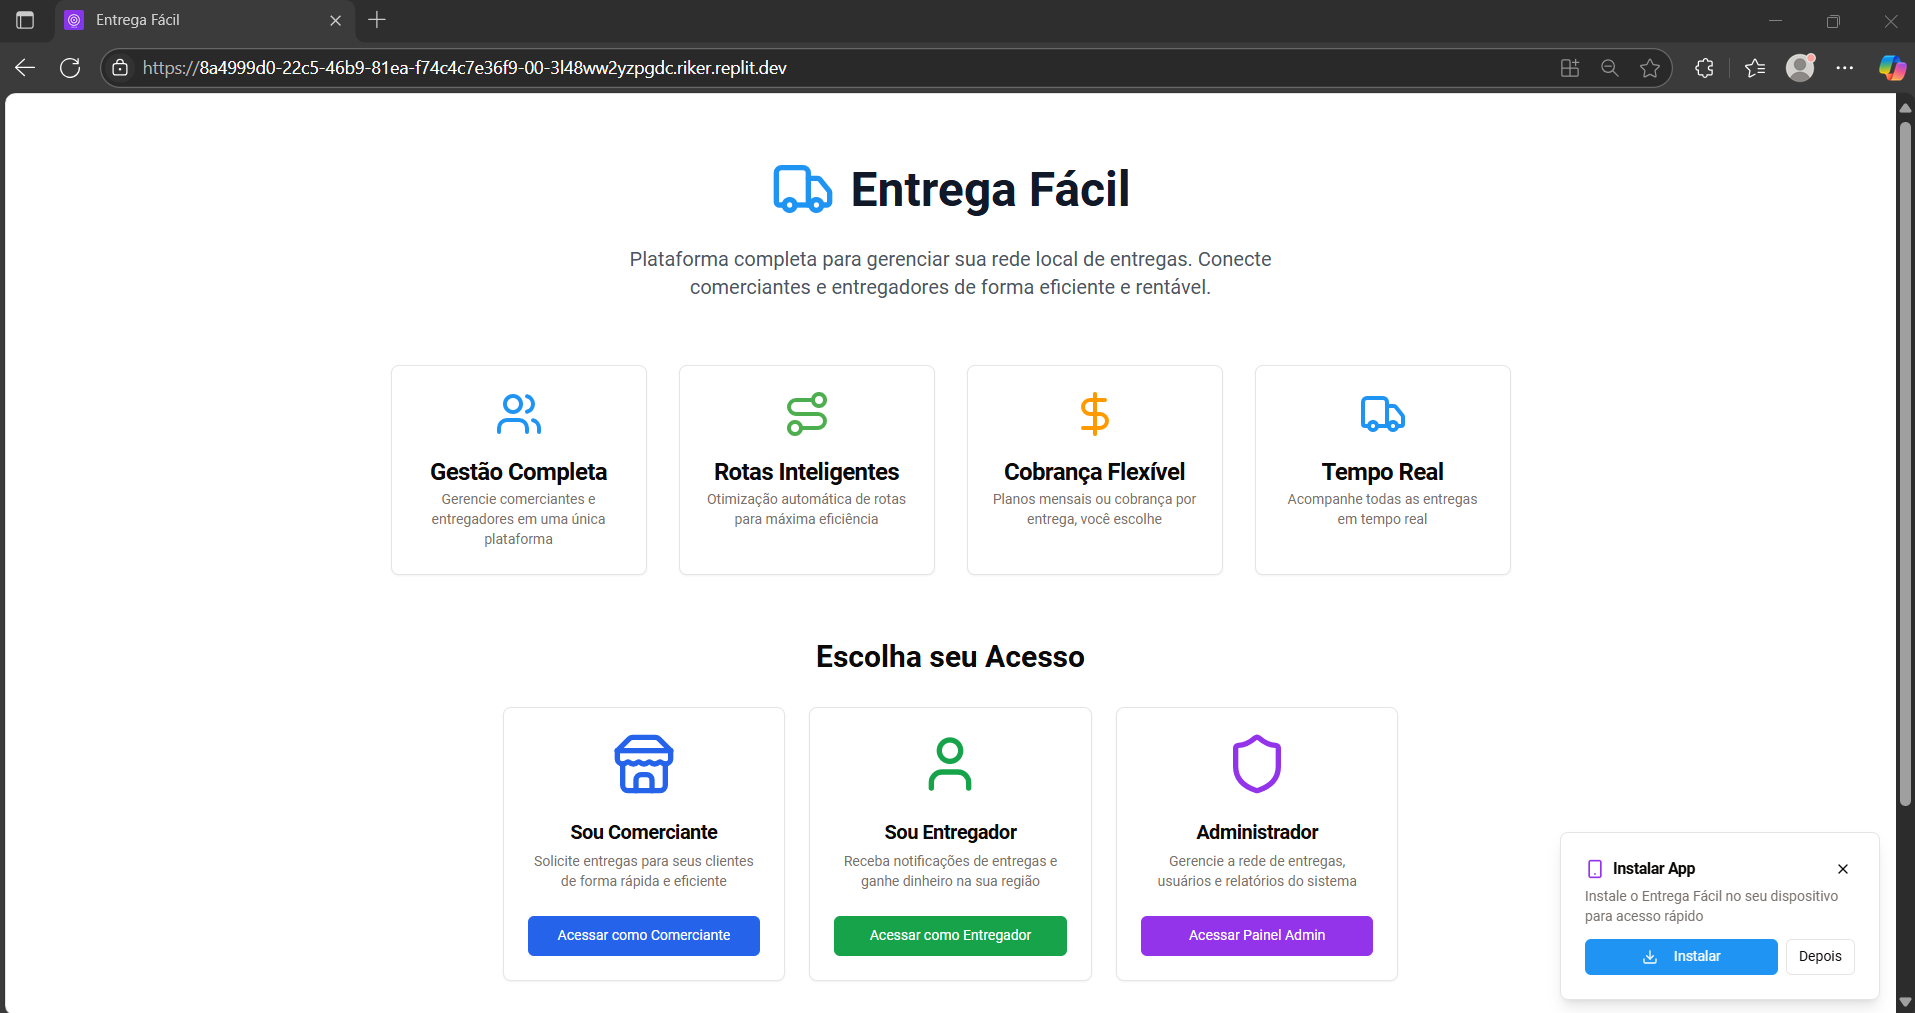 Entrega Fácil
https://8a4999d0-22c5-46b9-81ea-f74c4c7e36f9-00-3l48ww2yzpgdc.riker.replit.dev
Entrega Fácil
Plataforma completa para gerenciar sua rede local de entregas. Conecte
comerciantes e entregadores de forma eficiente e rentável.
Gestão Completa
Gerencie comerciantes e
entregadores em uma única
plataforma
Rotas Inteligentes
Otimização automática de rotas
para máxima eficiência
Cobrança Flexível
Planos mensais ou cobrança por
entrega, você escolhe
Tempo Real
Acompanhe todas as entregas
em tempo real
Escolha seu Acesso
Sou Comerciante
Solicite entregas para seus clientes
de forma rápida e eficiente
Acessar como Comerciante
Sou Entregador
Receba notificações de entregas e
ganhe dinheiro na sua região
Acessar como Entregador
Administrador
Gerencie a rede de entregas,
usuários e relatórios do sistema
Acessar Painel Admin
Instalar App
Instale o Entrega Fácil no seu dispositivo
para acesso rápido
Instalar
Depois